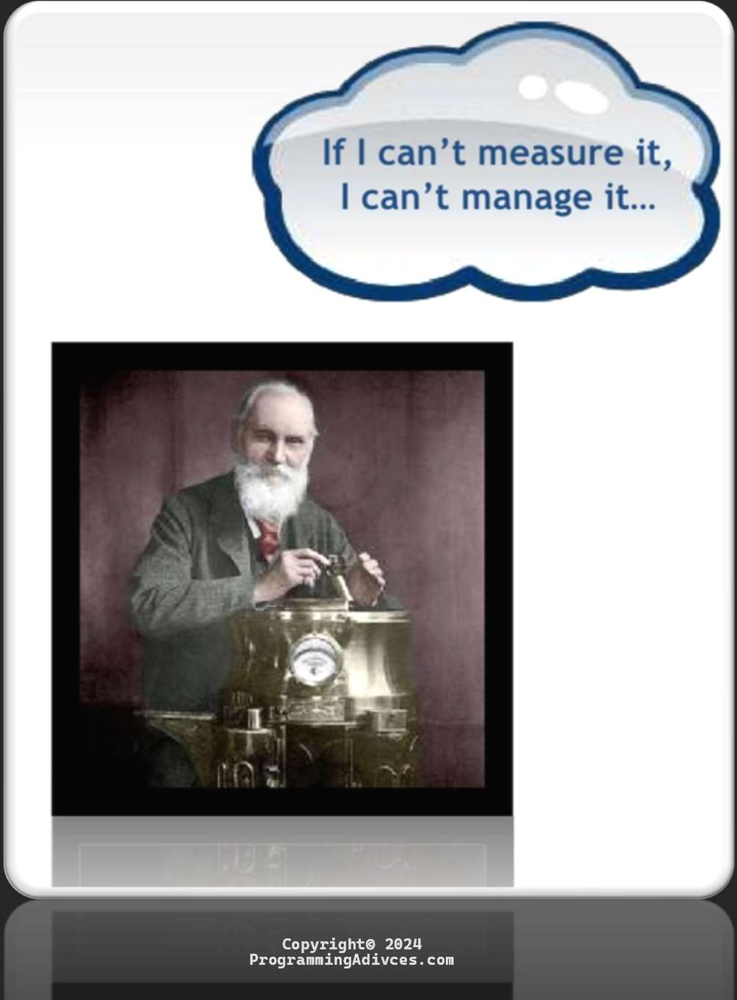 If I can’t measure it,
I can’t manage it...
Copyright© 2024
ProgrammingAdivces.com